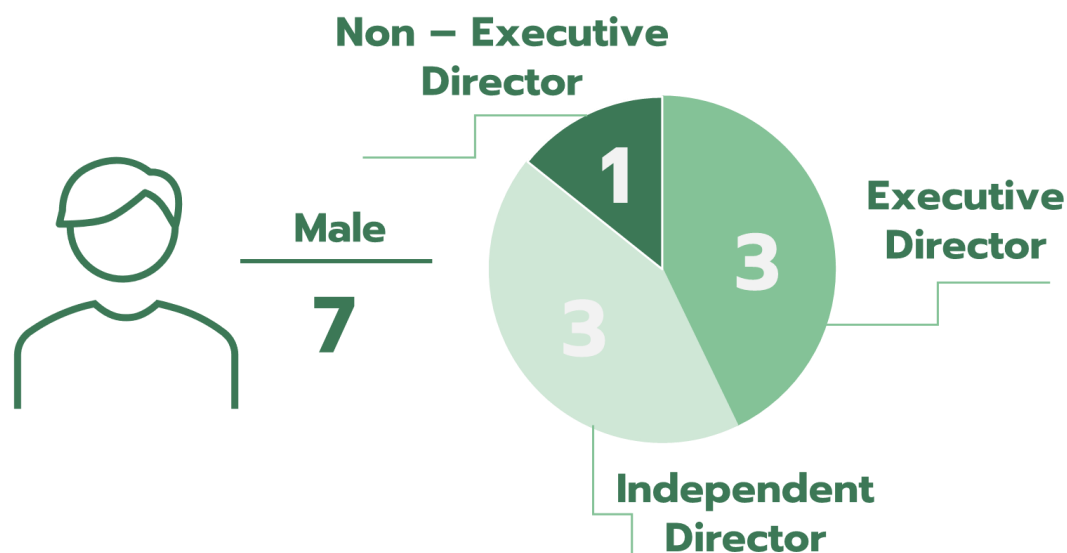 Non – Executive
Director
1
Executive
Director
3
Male
7
3
Independent
Director